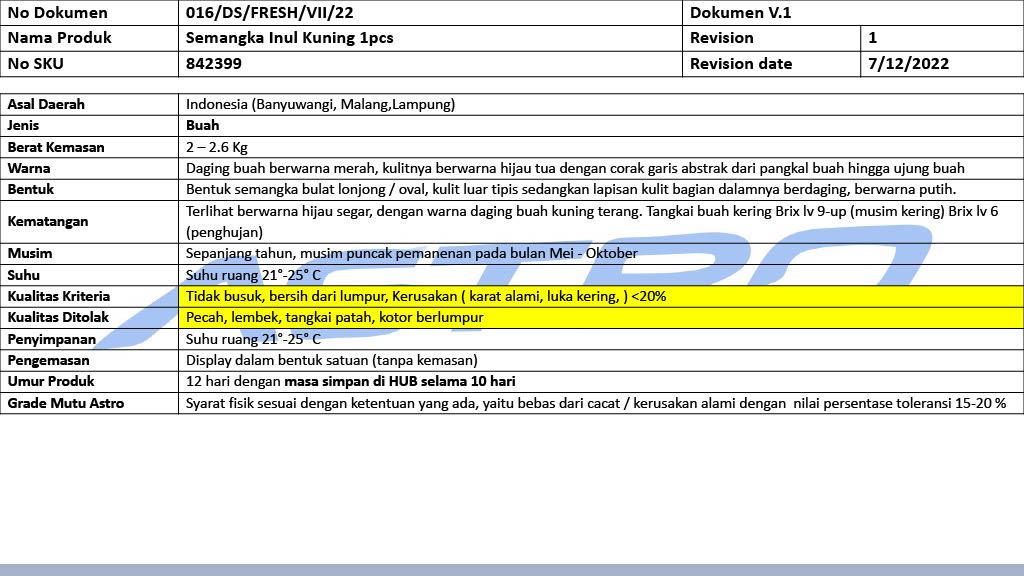 No Dokumen 016/DS/FRESH/VII/22 Dokumen V.1
Nama Produk Semangka Inul Kuning 1pcs Revision 1
No SKU 842399 Revision date 7/12/2022
Asal Daerah Indonesia (Banyuwangi, Malang,Lampung)
Jenis Buah
Berat Kemasan 2 – 2.6 Kg
Warna Daging buah berwarna merah, kulitnya berwarna hijau tua dengan corak garis abstrak dari pangkal buah hingga ujung buah
Bentuk Bentuk semangka bulat lonjong / oval, kulit luar tipis sedangkan lapisan kulit bagian dalamnya berdaging, berwarna putih.
Kematangan Terlihat berwarna hijau segar, dengan warna daging buah kuning terang. Tangkai buah kering Brix lv 9-up (musim kering) Brix lv 6
(penghujan)
Musim Sepanjang tahun, musim puncak pemanenan pada bulan Mei - Oktober
Suhu Suhu ruang 21°-25° C
Kualitas Kriteria Tidak busuk, bersih dari lumpur, Kerusakan ( karat alami, luka kering, ) <20%
Kualitas Ditolak Pecah, lembek, tangkai patah, kotor berlumpur
Penyimpanan Suhu ruang 21°-25° C
Pengemasan Display dalam bentuk satuan (tanpa kemasan)
Umur Produk 12 hari dengan masa simpan di HUB selama 10 hari
Grade Mutu Astro Syarat fisik sesuai dengan ketentuan yang ada, yaitu bebas dari cacat / kerusakan alami dengan nilai persentase toleransi 15-20 %
ASTRO